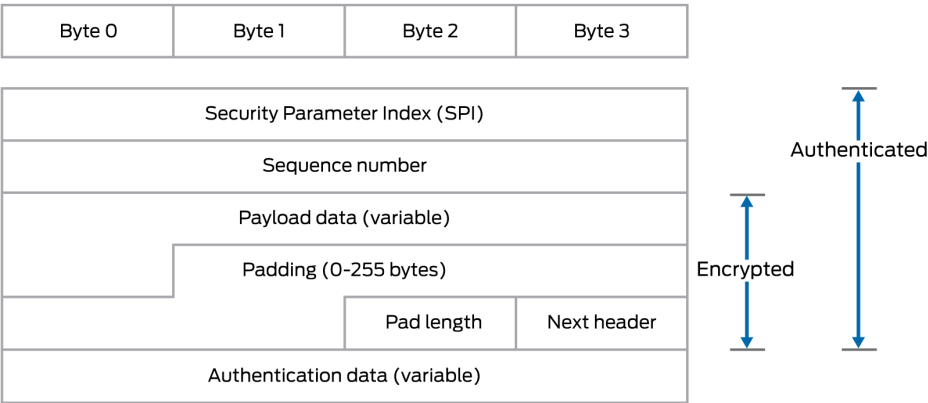 Byte 0
Byte 1
Byte 2
Byte 3
Security Parameter Index (SPI)
Sequence number
Payload data (variable)
Padding (0-255 bytes)
Pad length
Next header
Authentication data (variable)
Encrypted
Authenticated